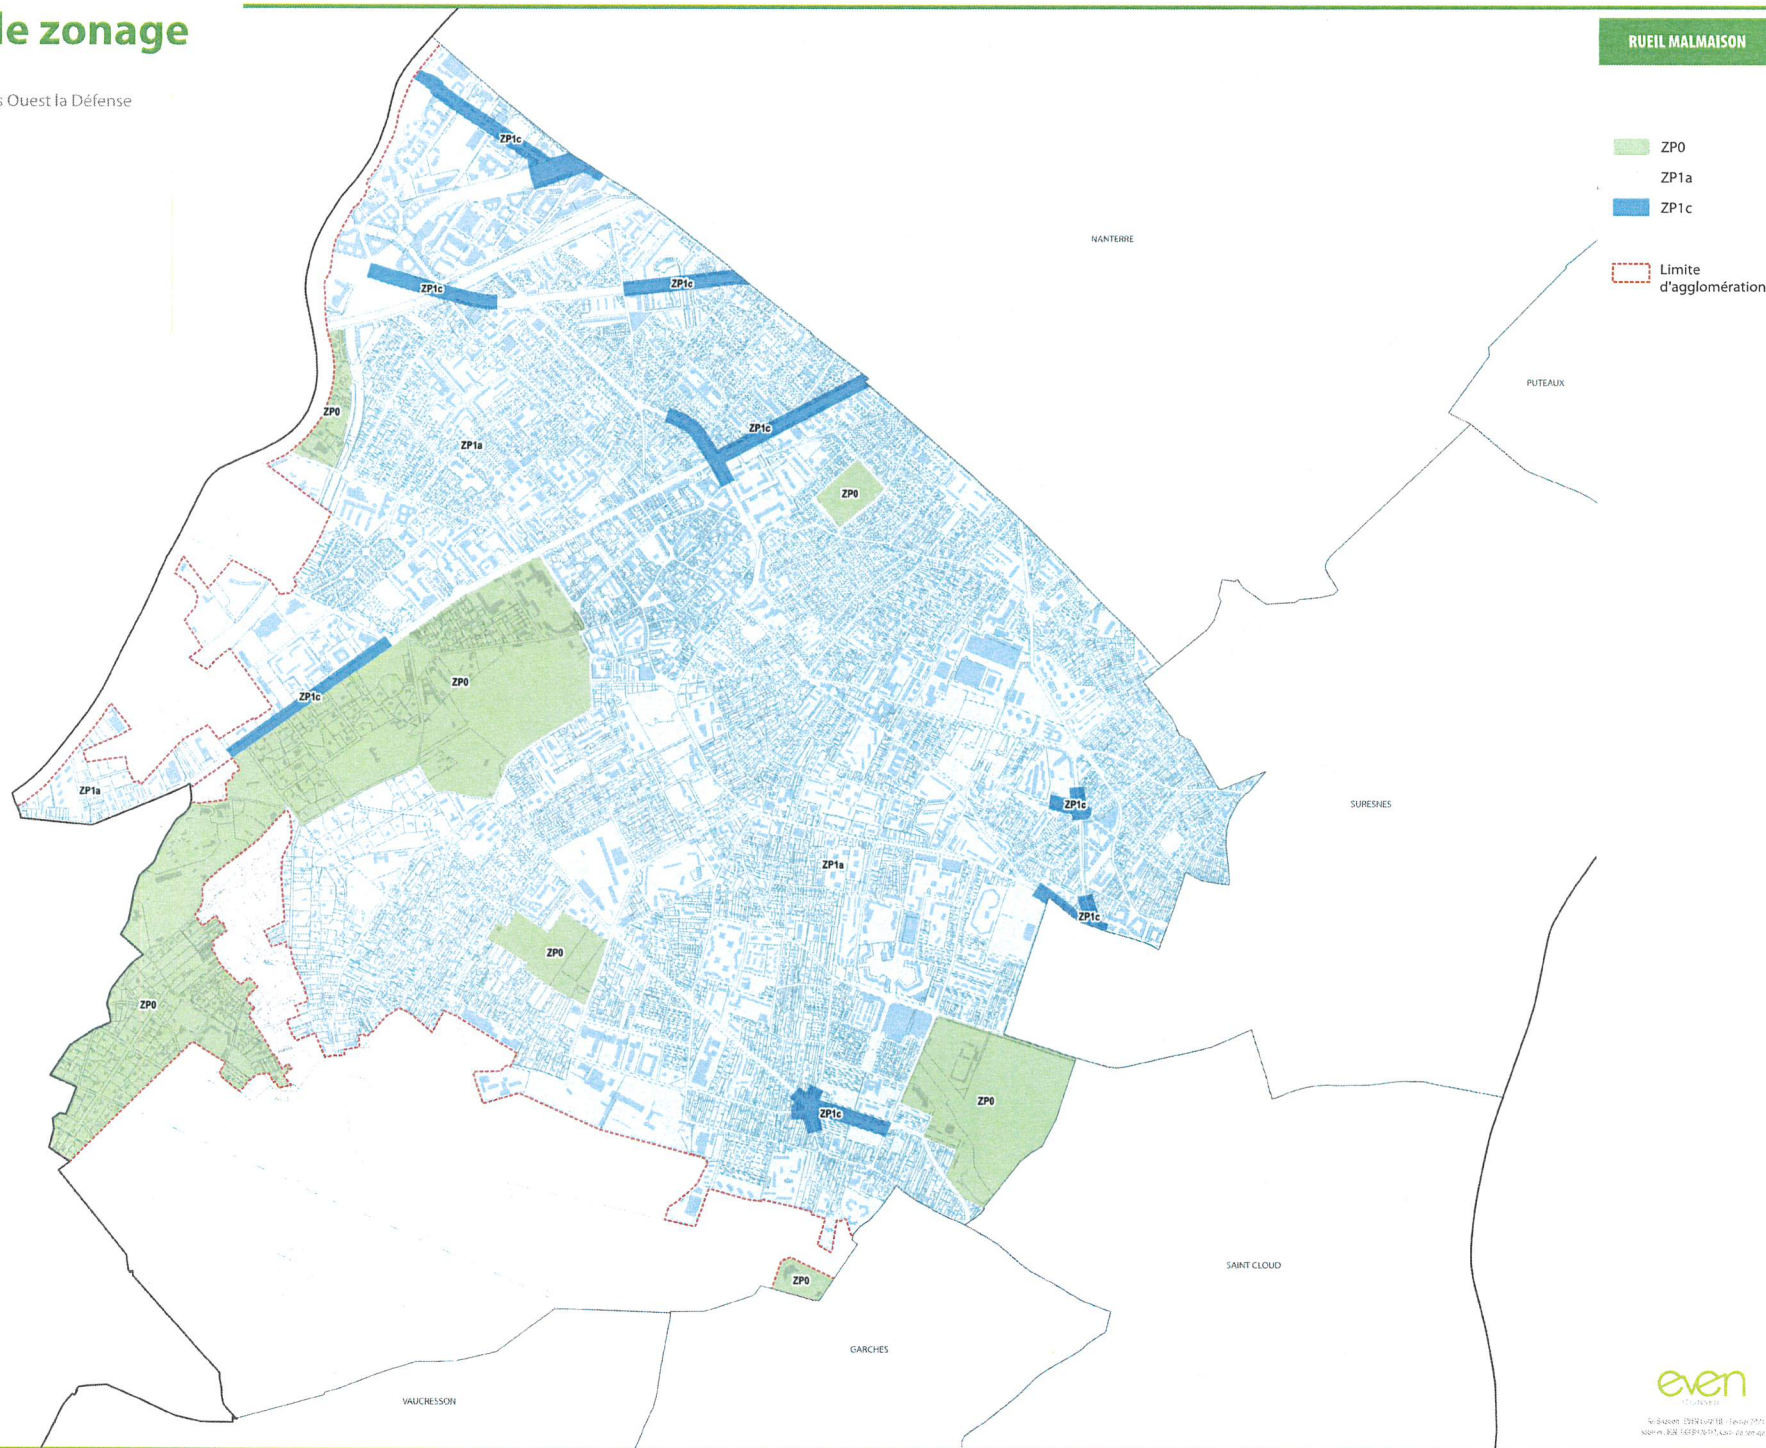 le zonage
s Ouest la Défense
RUEIL MALMAISON
ZP0
ZP1a
ZP1c
Limite
d'agglomération
NANTERRE
PUTEAUX
SURESNES
SAINT CLOUD
GARCHES
VAUCRESSON
ZP1c
ZP1c
ZP1c
ZP0
ZP1a
ZP1c
ZP0
ZP0
ZP1c
ZP1a
ZP1c
ZP1a
ZP1c
ZP0
ZP0
ZP1c
ZP0
ZP0
even
CONSEIL